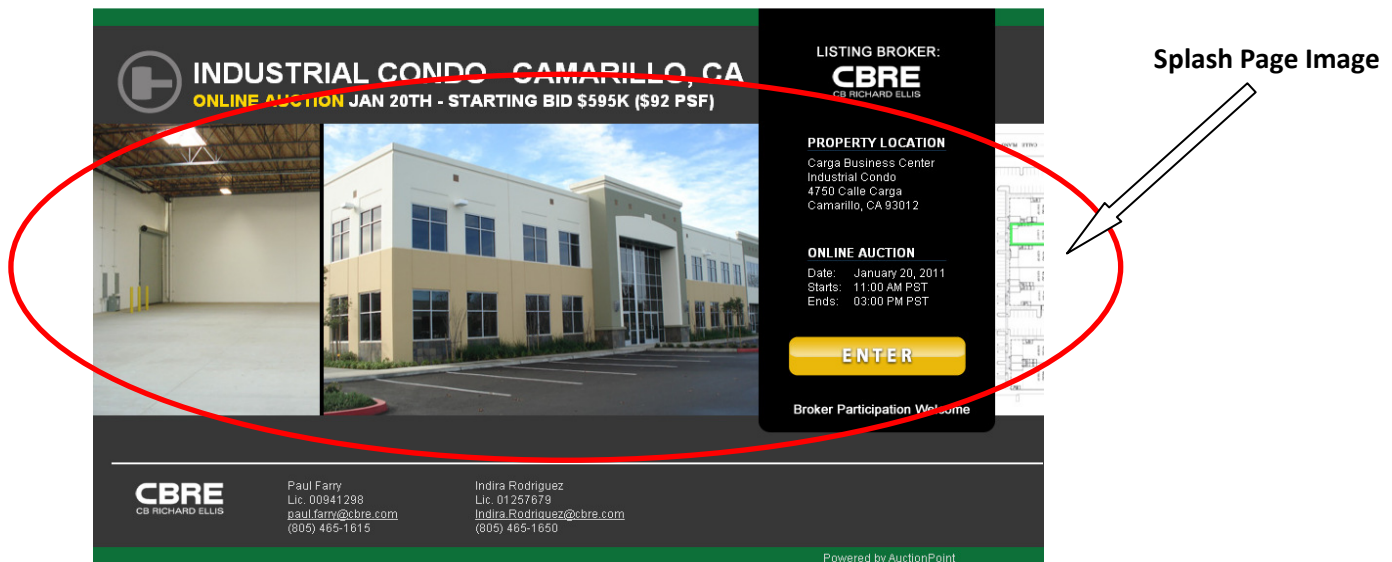 Splash Page Image
INDUSTRIAL CONDO - CAMARILLO, CA
ONLINE AUCTION JAN 20TH - STARTING BID $595K ($92 PSF)
LISTING BROKER:
CBRE
CB RICHARD ELLIS
PROPERTY LOCATION
Carga Business Center
Industrial Condo
4750 Calle Carga
Camarillo, CA 93012
ONLINE AUCTION
Date: January 20, 2011
Starts: 11:00 AM PST
Ends: 03:00 PM PST
ENTER
Broker Participation Welcome
CBRE
CB RICHARD ELLIS
Paul Farry
Lic. 00941298
paul.farry@cbre.com
(805) 465-1615
Indira Rodriguez
Lic. 01257679
Indira.Rodriquez@cbre.com
(805) 465-1650
Powered by AuctionPoint